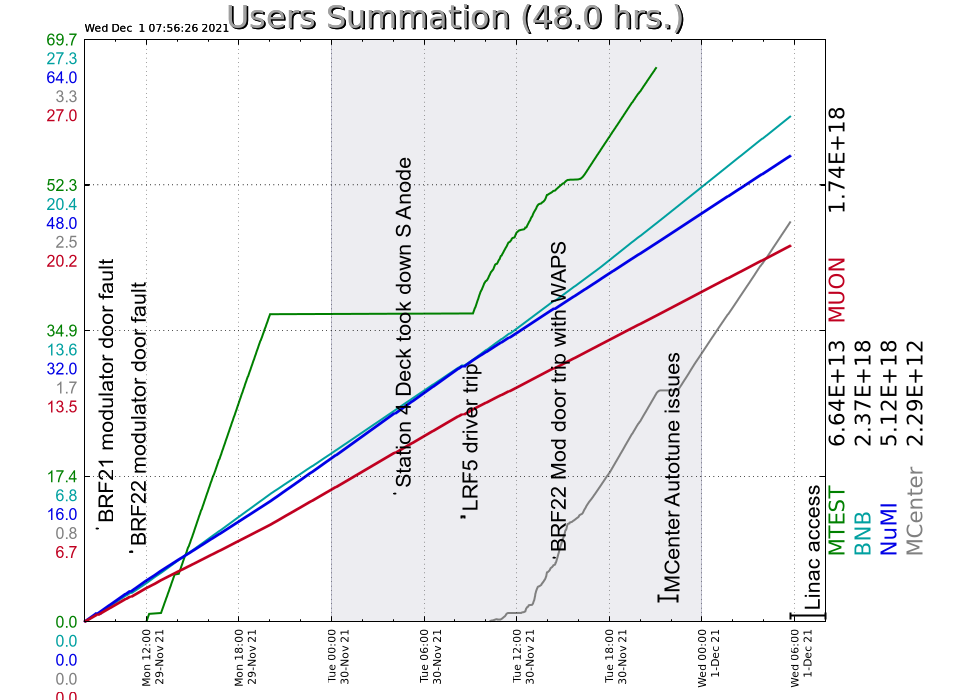 Users Summation (48.0 hrs.)
Wed Dec 1 07:56:26 2021
69.7
27.3
64.0
3.3
27.0
52.3
20.4
48.0
2.5
20.2
34.9
13.6
32.0
1.7
13.5
17.4
6.8
16.0
0.8
6.7
0.0
0.0
0.0
0.0
0.0
BRF21 modulator door fault
BRF22 modulator door fault
Station 4 Deck took down S Anode
LRF5 driver trip
BRF22 Mod door trip with WAPS
MCenter Autotune issues
Linac access
MTEST 6.64E+13 MUON 1.74E+18
BNB 2.37E+18
NuMI 5.12E+18
MCenter 2.29E+12
Mon 12:00
29-Nov 21
Mon 18:00
29-Nov 21
Tue 00:00
30-Nov 21
Tue 06:00
30-Nov 21
Tue 12:00
30-Nov 21
Tue 18:00
30-Nov 21
Wed 00:00
1-Dec 21
Wed 06:00
1-Dec 21